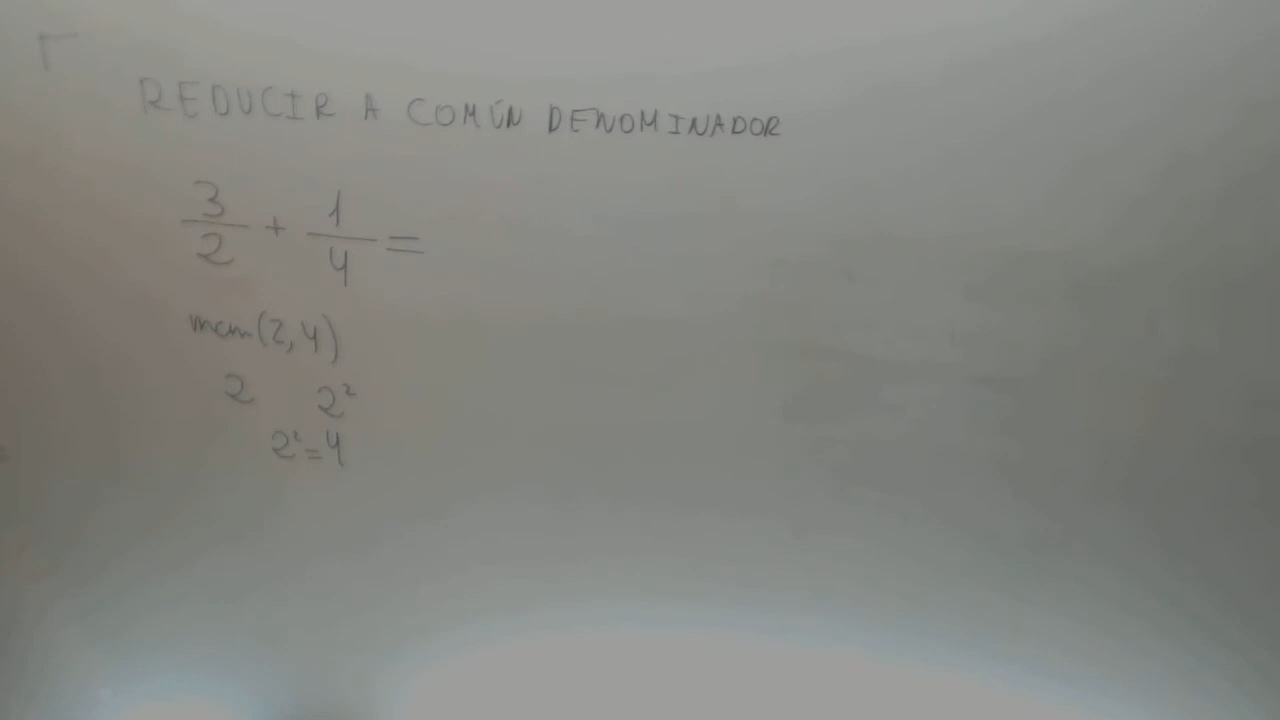 REDUCIR A COMÚN DENOMINADOR
3/2 + 1/4 =
mcm(2,4)
2 2²
2² = 4